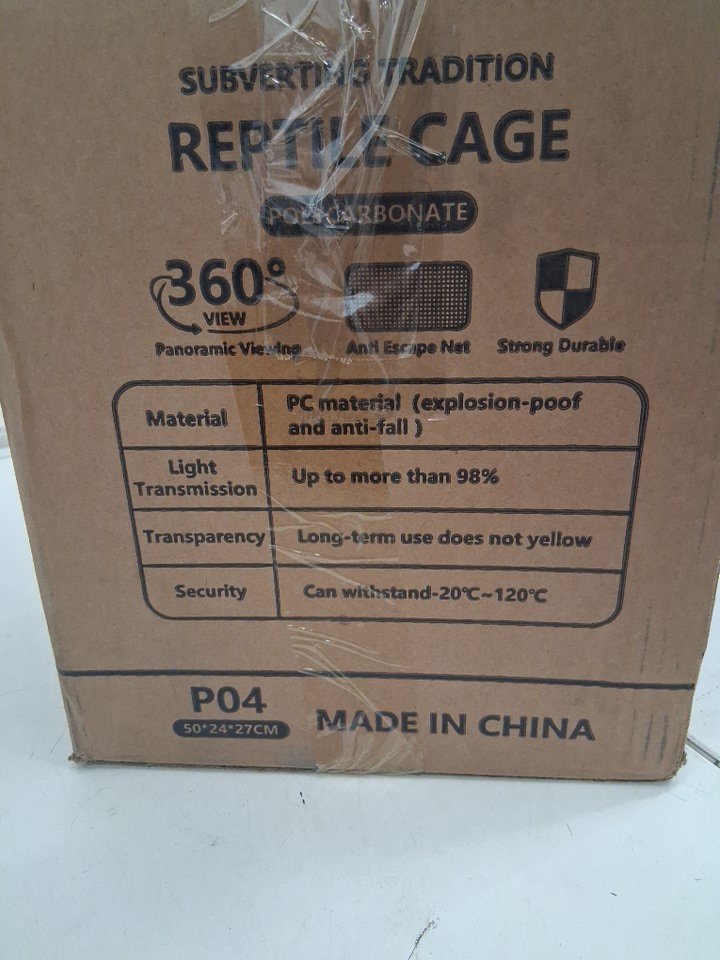 SUBVERTING TRADITION
REPTILE CAGE
POLYCARBONATE
360°
VIEW
Panoramic Viewing
Anti Escape Net
Strong Durable
Material
PC material (explosion-poof
and anti-fall )
Light
Transmission
Up to more than 98%
Transparency
Long-term use does not yellow
Security
Can withstand-20℃~120℃
P04
50*24*27CM
MADE IN CHINA